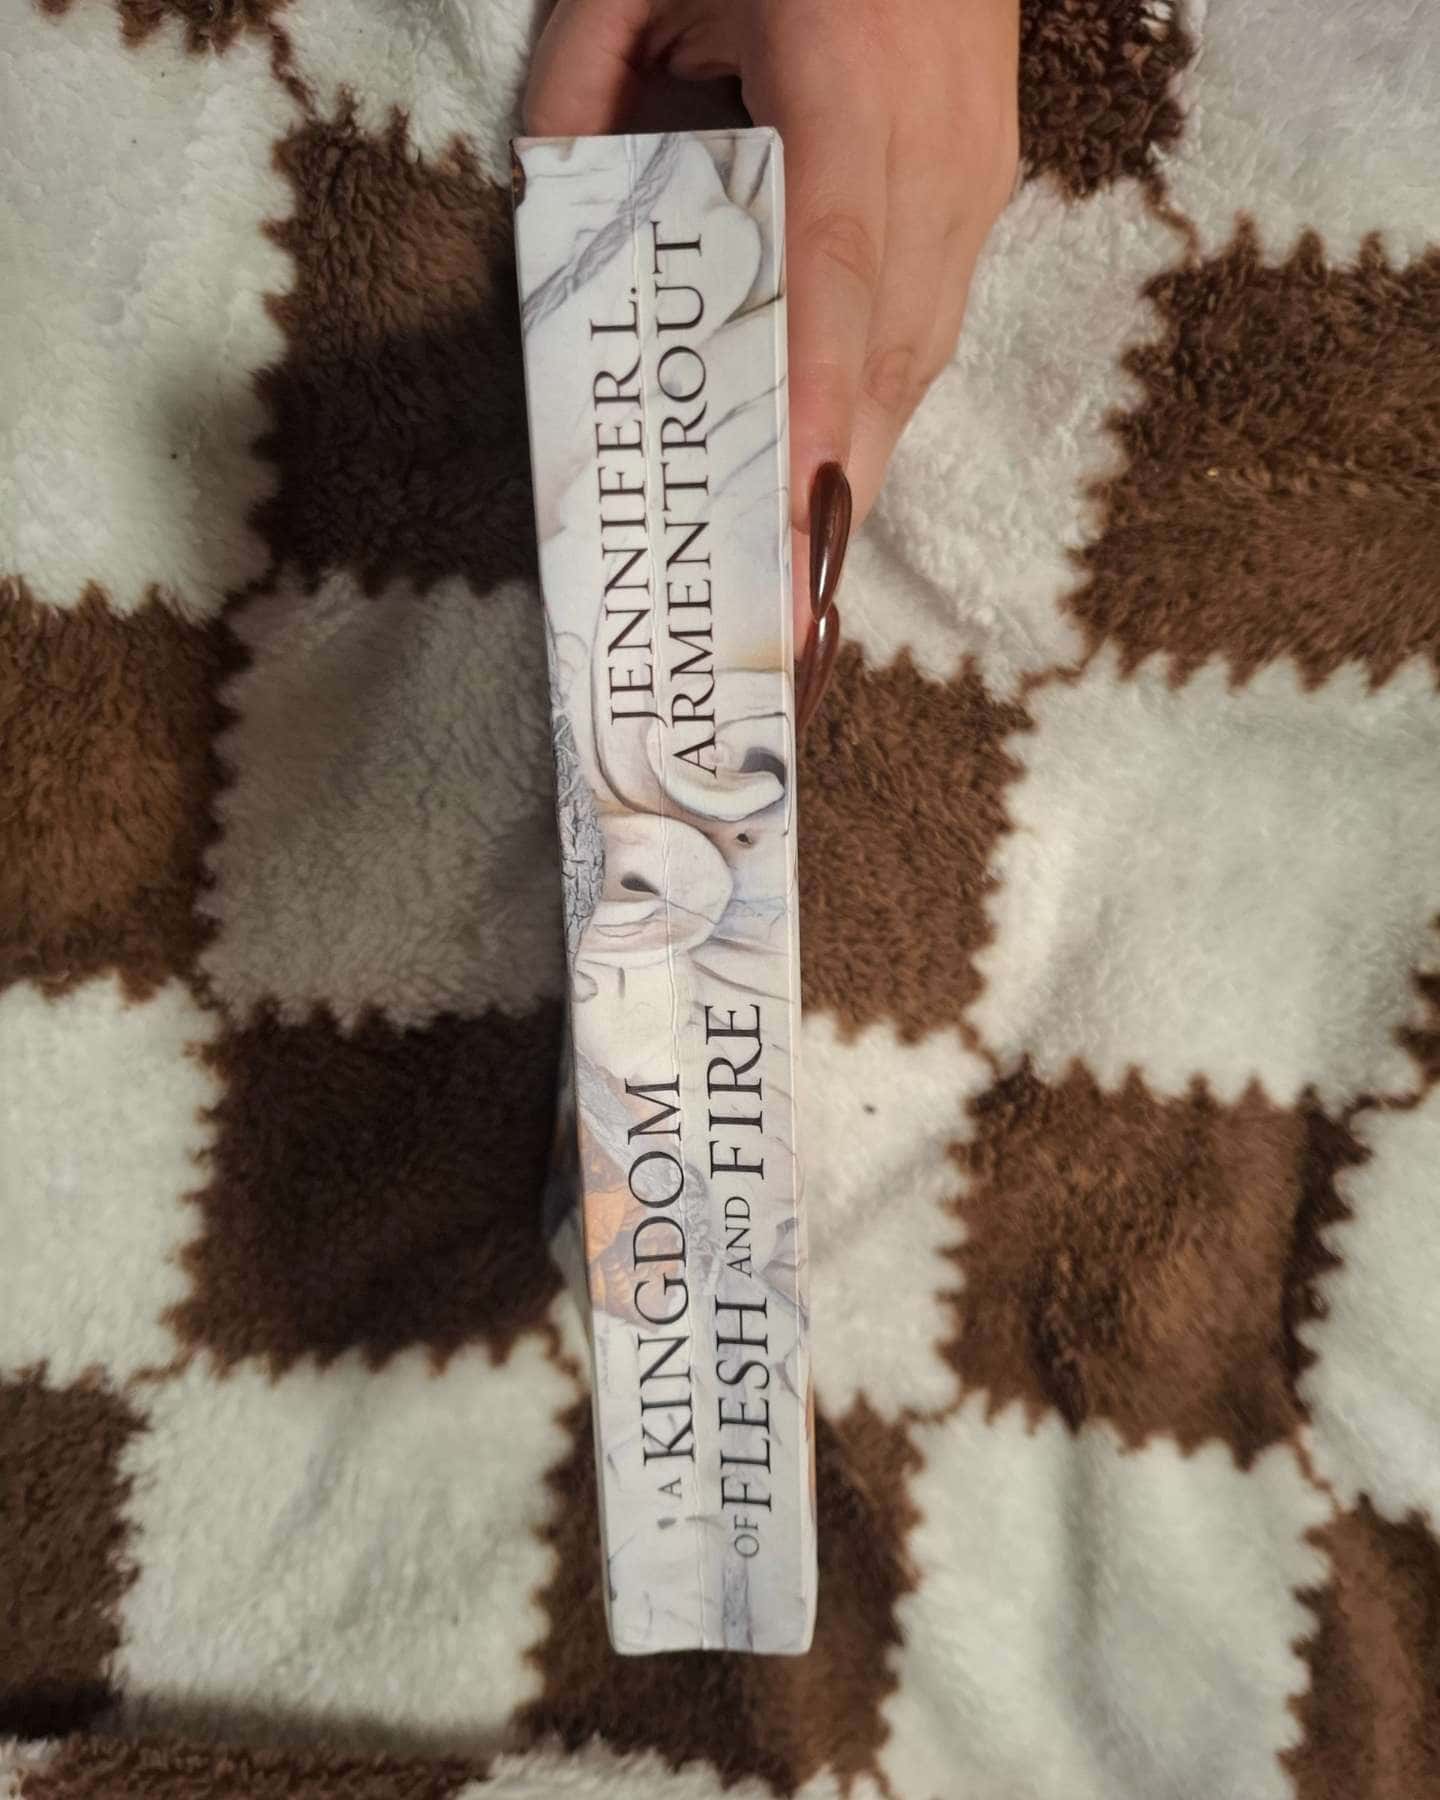 JENNIFER L.
ARMENTROUT
A KINGDOM
OF FLESH AND FIRE